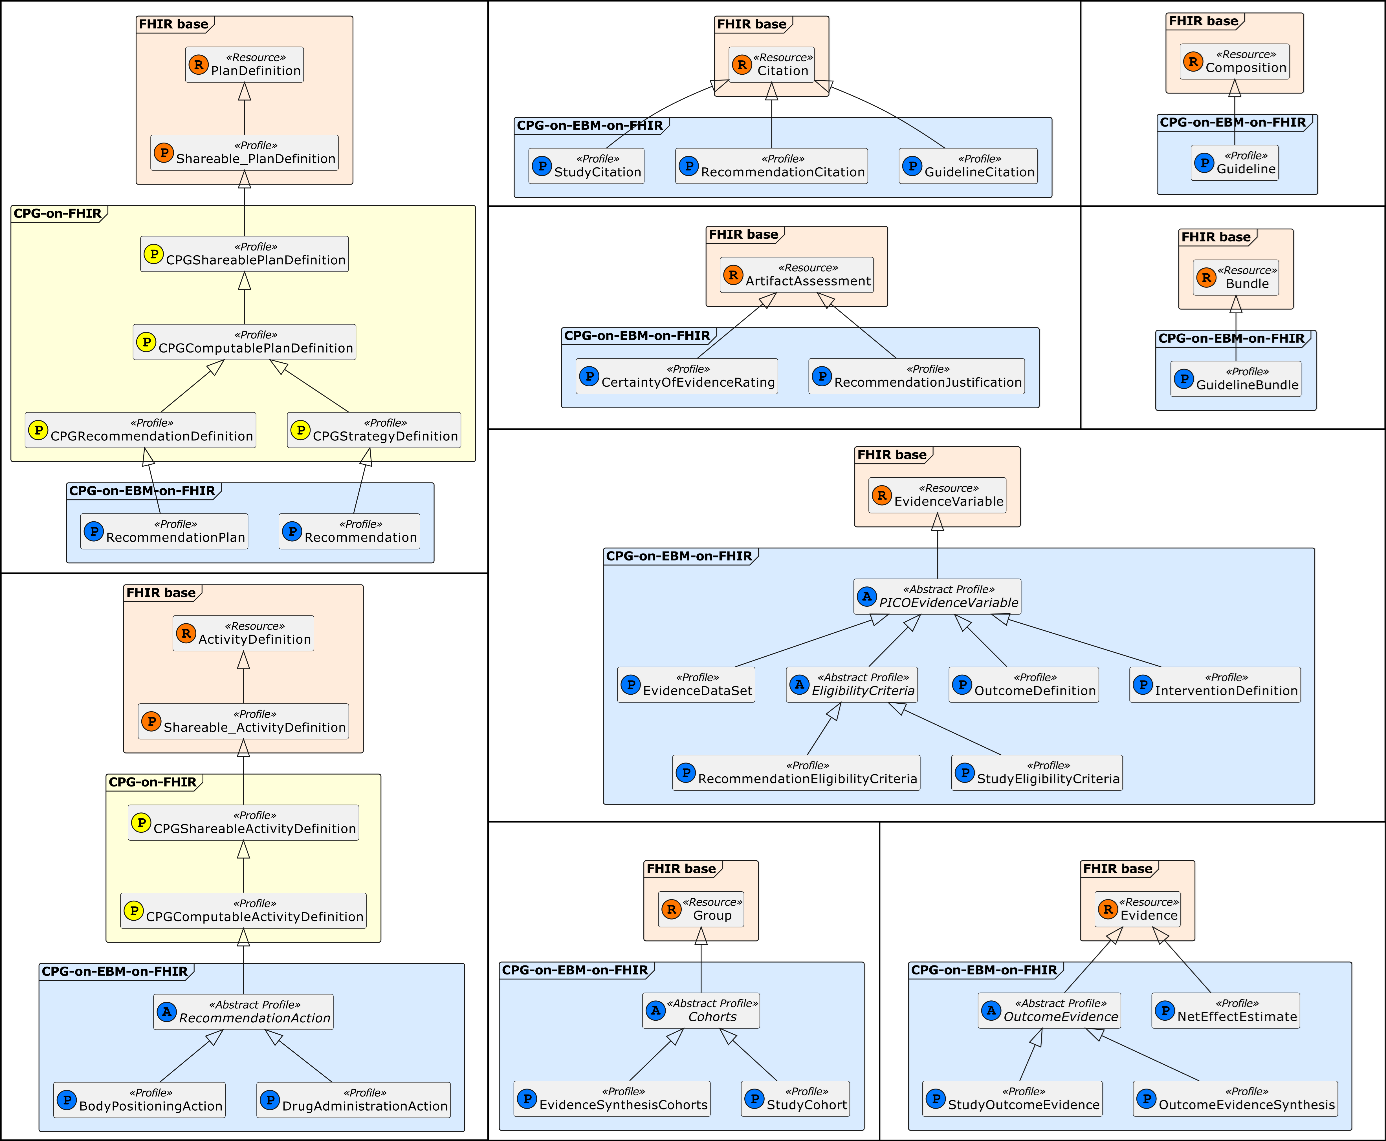 FHIR base
R
«Resource»
PlanDefinition
P
«Profile»
Shareable_PlanDefinition
CPG-on-FHIR
P
«Profile»
CPGShareablePlanDefinition
P
«Profile»
CPGComputablePlanDefinition
P
«Profile»
CPGRecommendationDefinition
P
«Profile»
CPGStrategyDefinition
CPG-on-EBM-on-FHIR
P
«Profile»
RecommendationPlan
P
«Profile»
Recommendation
FHIR base
R
«Resource»
ActivityDefinition
P
«Profile»
Shareable_ActivityDefinition
CPG-on-FHIR
P
«Profile»
CPGShareableActivityDefinition
P
«Profile»
CPGComputableActivityDefinition
CPG-on-EBM-on-FHIR
A
«Abstract Profile»
RecommendationAction
P
«Profile»
BodyPositioningAction
P
«Profile»
DrugAdministrationAction
FHIR base
R
«Resource»
Citation
CPG-on-EBM-on-FHIR
P
«Profile»
StudyCitation
P
«Profile»
RecommendationCitation
P
«Profile»
GuidelineCitation
FHIR base
R
«Resource»
Composition
CPG-on-EBM-on-FHIR
P
«Profile»
Guideline
FHIR base
R
«Resource»
ArtifactAssessment
CPG-on-EBM-on-FHIR
P
«Profile»
CertaintyOfEvidenceRating
P
«Profile»
RecommendationJustification
FHIR base
R
«Resource»
Bundle
CPG-on-EBM-on-FHIR
P
«Profile»
GuidelineBundle
FHIR base
R
«Resource»
EvidenceVariable
CPG-on-EBM-on-FHIR
A
«Abstract Profile»
PICOEvidenceVariable
P
«Profile»
EvidenceDataSet
A
«Abstract Profile»
EligibilityCriteria
P
«Profile»
OutcomeDefinition
P
«Profile»
InterventionDefinition
P
«Profile»
RecommendationEligibilityCriteria
P
«Profile»
StudyEligibilityCriteria
FHIR base
R
«Resource»
Group
CPG-on-EBM-on-FHIR
A
«Abstract Profile»
Cohorts
P
«Profile»
EvidenceSynthesisCohorts
P
«Profile»
StudyCohort
FHIR base
R
«Resource»
Evidence
CPG-on-EBM-on-FHIR
A
«Abstract Profile»
OutcomeEvidence
P
«Profile»
NetEffectEstimate
P
«Profile»
StudyOutcomeEvidence
P
«Profile»
OutcomeEvidenceSynthesis